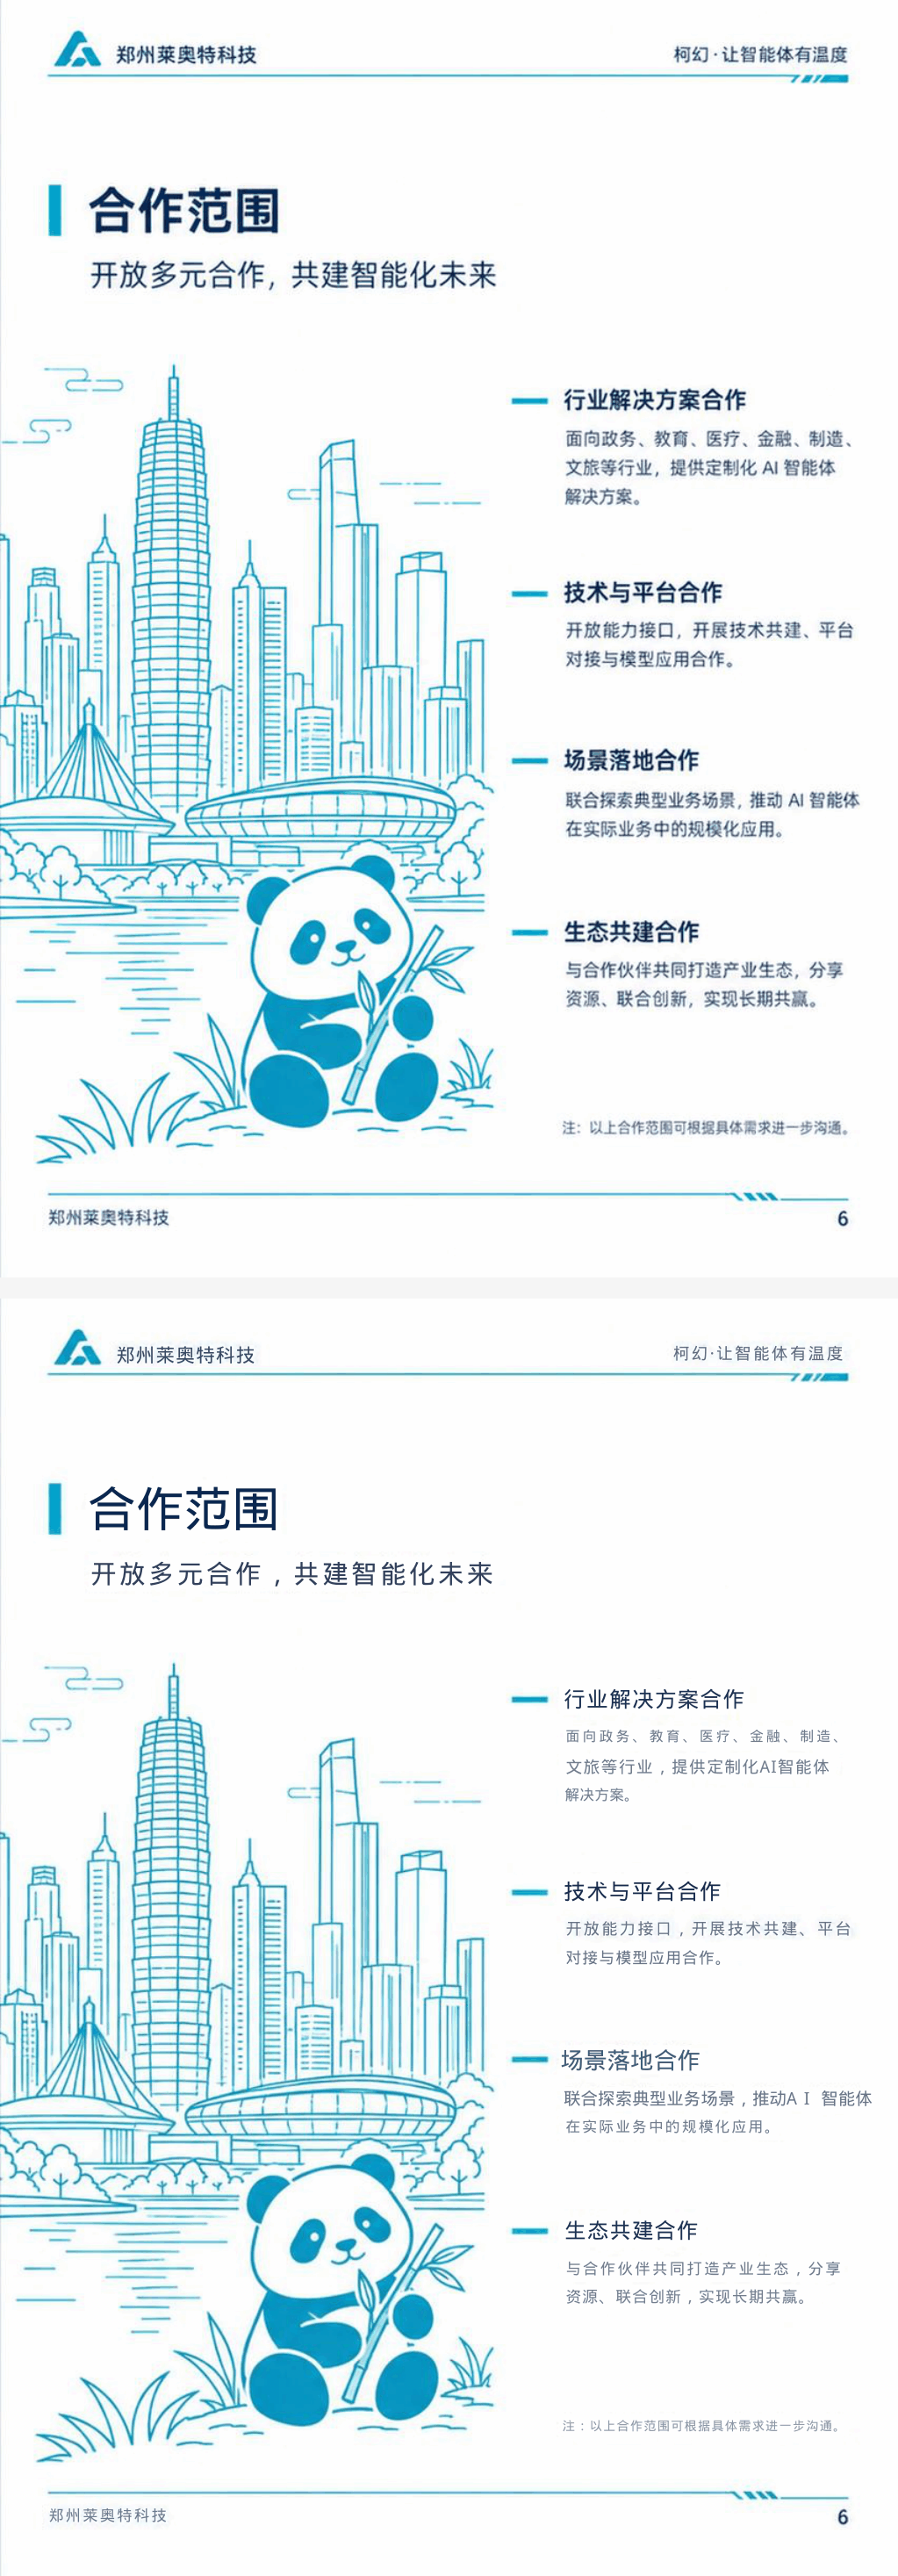 郑州莱奥特科技
柯幻·让智能体有温度
合作范围
开放多元合作，共建智能化未来
行业解决方案合作
面向政务、教育、医疗、金融、制造、
文旅等行业，提供定制化 AI 智能体
解决方案。
技术与平台合作
开放能力接口，开展技术共建、平台
对接与模型应用合作。
场景落地合作
联合探索典型业务场景，推动 AI 智能体
在实际业务中的规模化应用。
生态共建合作
与合作伙伴共同打造产业生态，分享
资源、联合创新，实现长期共赢。
注：以上合作范围可根据具体需求进一步沟通。
郑州莱奥特科技
6
郑州莱奥特科技
柯幻·让智能体有温度
合作范围
开放多元合作，共建智能化未来
行业解决方案合作
面向政务、教育、医疗、金融、制造、
文旅等行业，提供定制化AI智能体
解决方案。
技术与平台合作
开放能力接口，开展技术共建、平台
对接与模型应用合作。
场景落地合作
联合探索典型业务场景，推动A I 智能体
在实际业务中的规模化应用。
生态共建合作
与合作伙伴共同打造产业生态，分享
资源、联合创新，实现长期共赢。
注：以上合作范围可根据具体需求进一步沟通。
郑州莱奥特科技
6